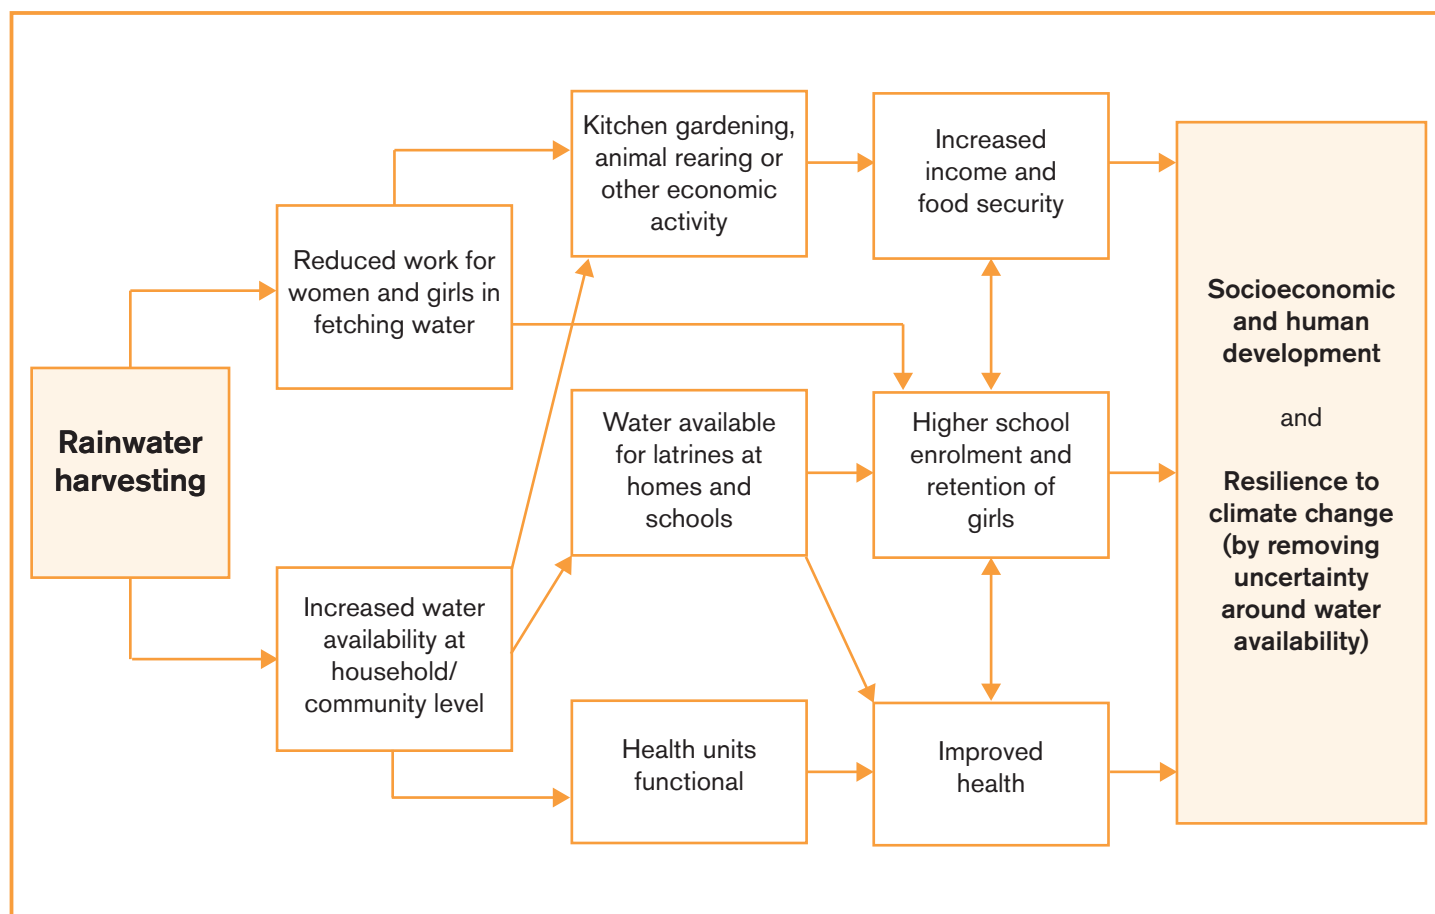 Rainwater
harvesting
Reduced work for
women and girls in
fetching water
Increased water
availability at
household/
community level
Kitchen gardening,
animal rearing or
other economic
activity
Water available
for latrines at
homes and
schools
Health units
functional
Increased
income and
food security
Higher school
enrolment and
retention of
girls
Improved
health
Socioeconomic
and human
development
and
Resilience to
climate change
(by removing
uncertainty
around water
availability)